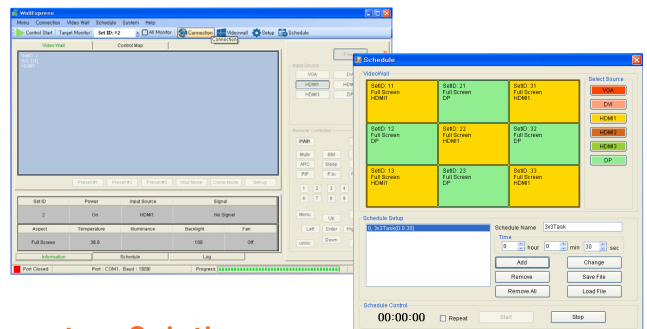 WallExpress
Menu Connection Video Wall Schedule System Help
Control Start Target Monitor: Set ID: #2 All Monitor Connection Videowall Setup Schedule
Connection
Video Wall Control Map
HDMI1
Preset#1 Preset#2 Preset#3 Wall Mode Clone Mode Set-up
Set ID Power Input Source Signal
2 On HDMI1 No Signal
Aspect Temperature Illuminance Backlight Fan
Full Screen 38.0 100 Off
Information Schedule Log
Port Closed Port : COM1, Baud : 19200 Progress
Input Source
VGA
HDMI1
HDMI3 DP
Remote Controller
PWR
Mute
ARC Sleep
PIP
1 2 3 4
6 7 8 9
Menu Up
Left Enter
Down
Schedule
VideoWall
SetID: 11
Full Screen
HDMI1
SetID: 21
Full Screen
DP
SetID: 31
Full Screen
HDMI1
SetID: 12
Full Screen
DP
SetID: 22
Full Screen
HDMI1
SetID: 32
Full Screen
DP
SetID: 13
Full Screen
HDMI1
SetID: 23
Full Screen
DP
SetID: 33
Full Screen
HDMI1
Select Source
VGA
DVI
HDMI1
HDMI2
HDMI3
DP
Schedule Setup
0, 3x3Task(0:0:30)
Schedule Name 3x3Task
Time
0 hour 0 min 30 sec
Add Change
Remove Save File
Remove All Load File
Schedule Control
00:00:00 Repeat Start Stop